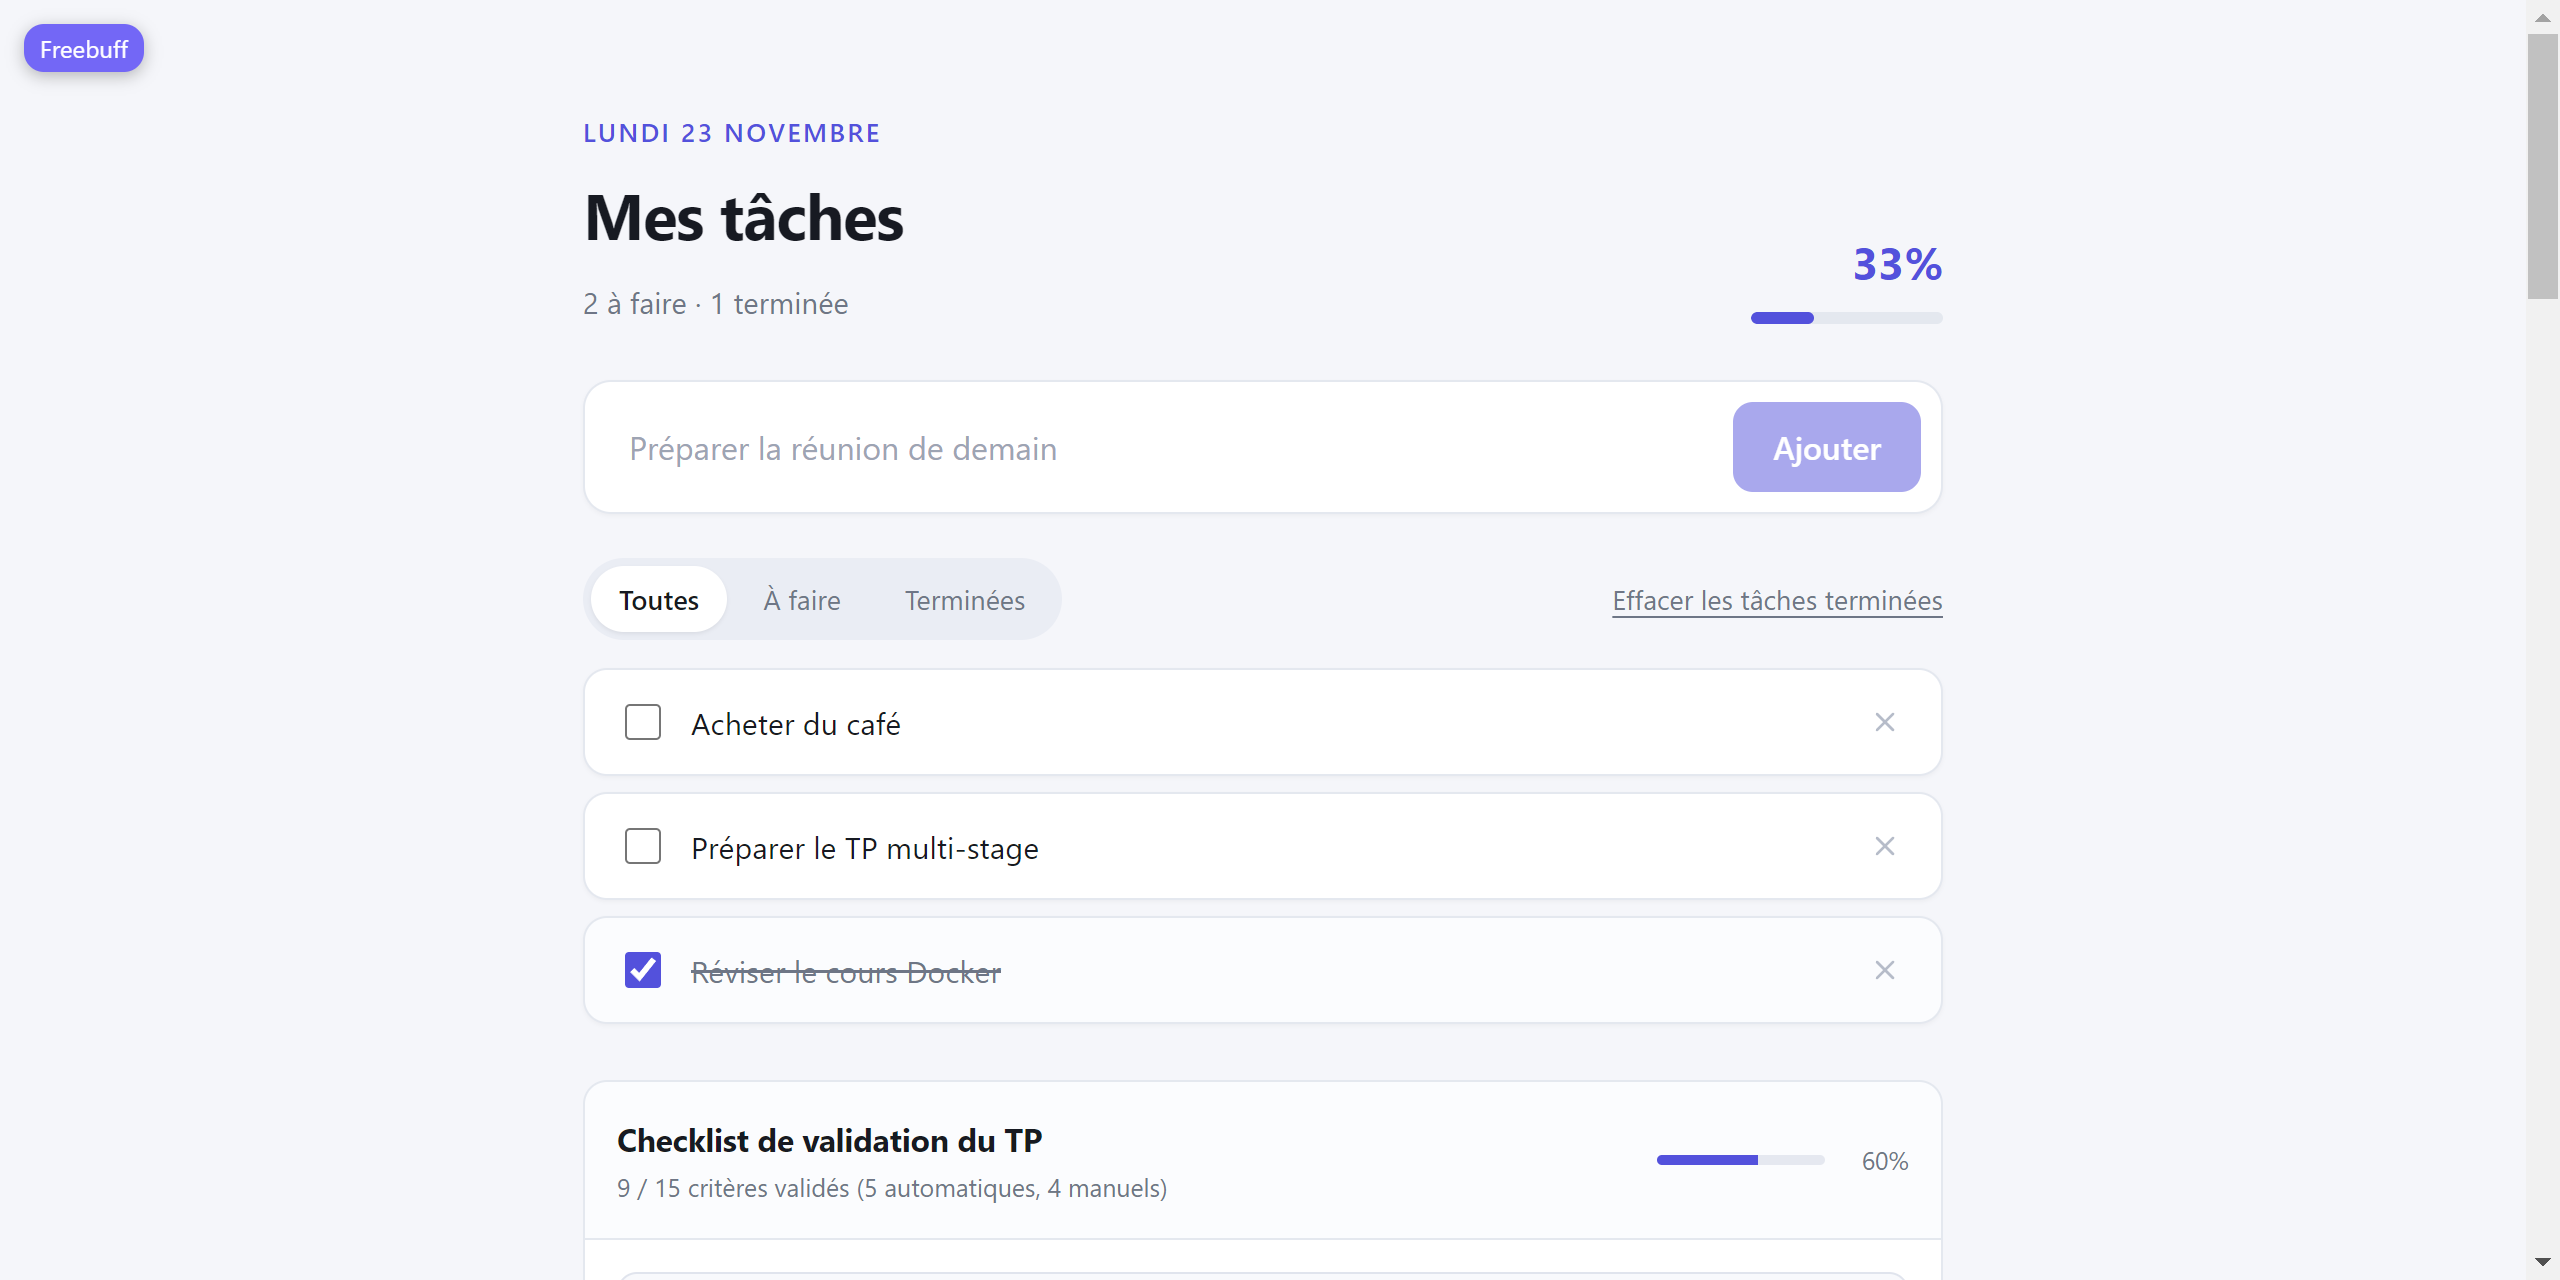 Freebuff
LUNDI 23 NOVEMBRE
Mes tâches
2 à faire · 1 terminée
33%
Préparer la réunion de demain
Ajouter
Toutes
À faire
Terminées
Effacer les tâches terminées
Acheter du café
Préparer le TP multi-stage
Réviser le cours Docker
Checklist de validation du TP
9 / 15 critères validés (5 automatiques, 4 manuels)
60%